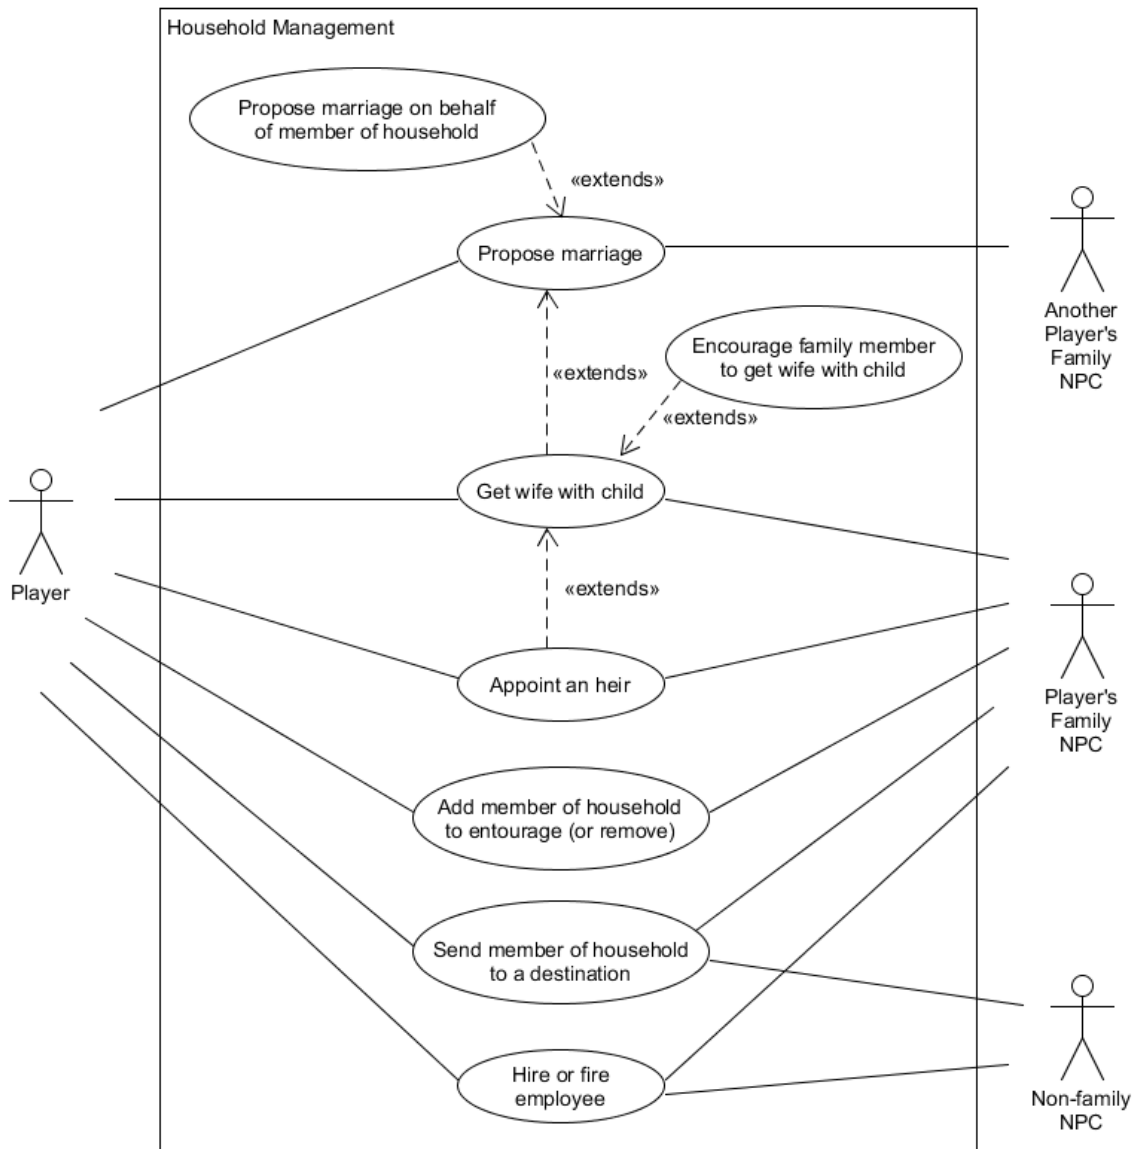 Household Management
Propose marriage on behalf
of member of household
«extends»
Propose marriage
Another
Player's
Family
NPC
Encourage family member
to get wife with child
«extends»
«extends»
Get wife with child
Player
«extends»
Appoint an heir
Player's
Family
NPC
Add member of household
to entourage (or remove)
Send member of household
to a destination
Hire or fire
employee
Non-family
NPC